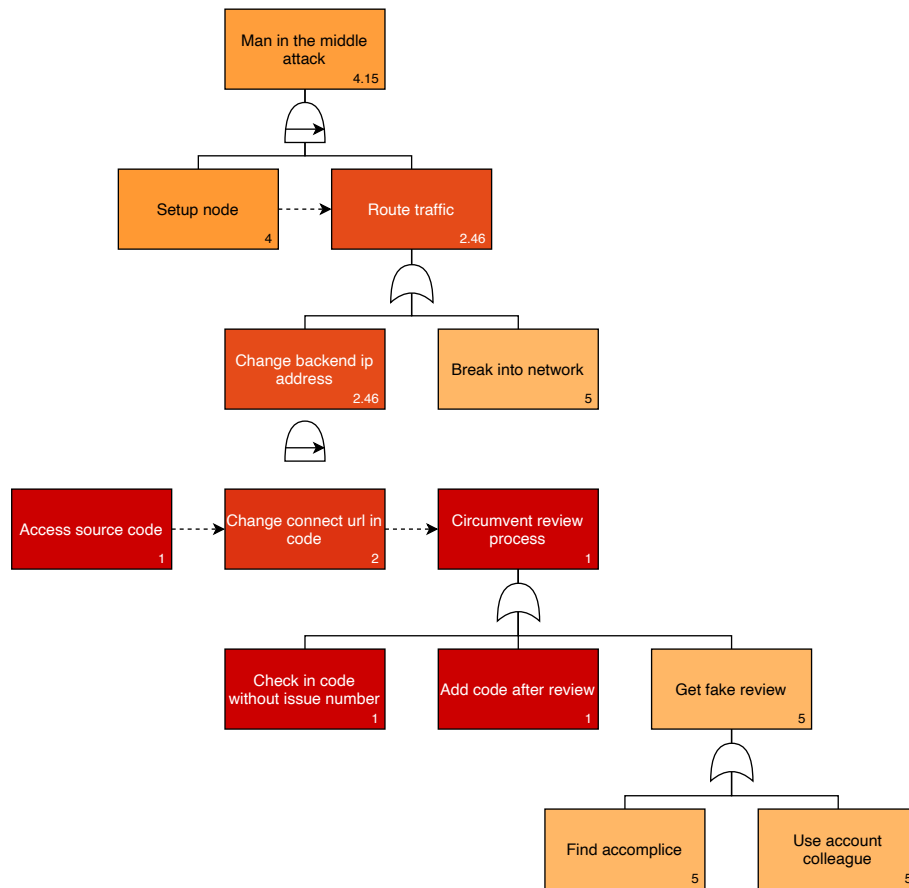 Man in the middle
attack
4.15
Setup node
4
Route traffic
2.46
Change backend ip
address
2.46
Break into network
5
Access source code
1
Change connect url in
code
2
Circumvent review
process
1
Check in code
without issue number
1
Add code after review
1
Get fake review
5
Find accomplice
5
Use account
colleague
5